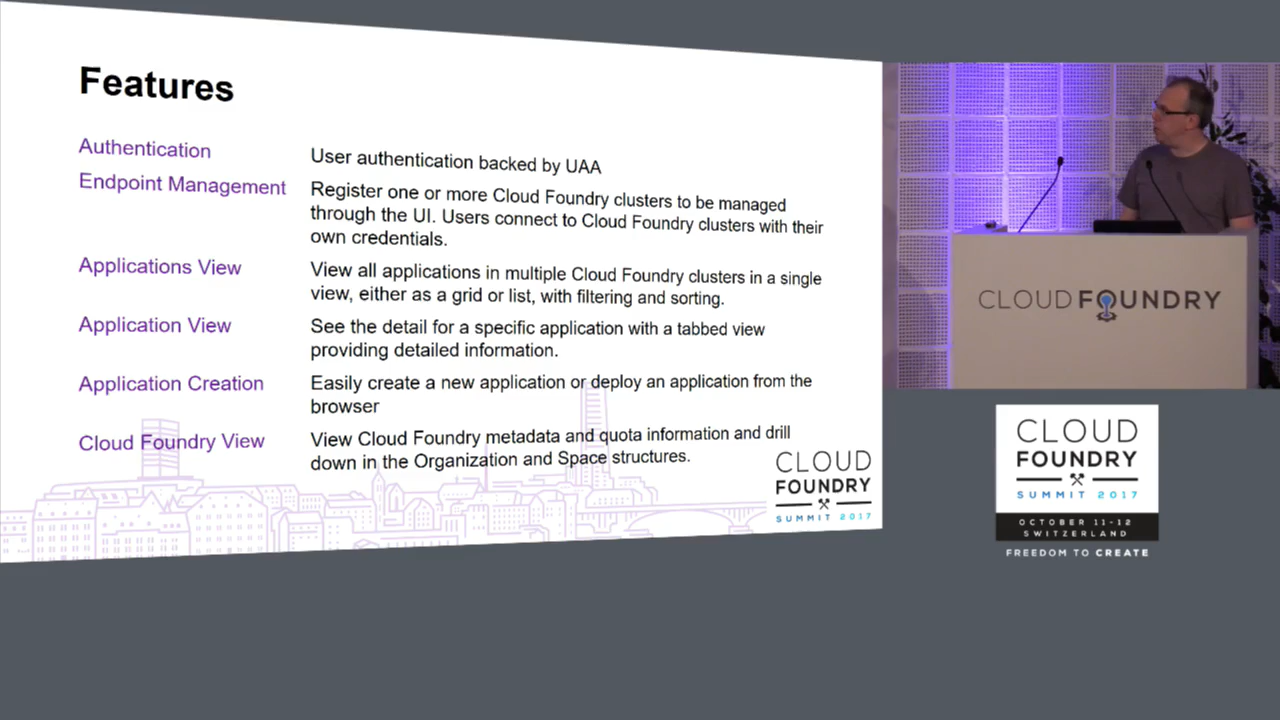 Features
Authentication
User authentication backed by UAA
Endpoint Management
Register one or more Cloud Foundry clusters to be managed
through the UI. Users connect to Cloud Foundry clusters with their
own credentials.
Applications View
View all applications in multiple Cloud Foundry clusters in a single
view, either as a grid or list, with filtering and sorting.
Application View
See the detail for a specific application with a tabbed view
providing detailed information.
Application Creation
Easily create a new application or deploy an application from the
browser
Cloud Foundry View
View Cloud Foundry metadata and quota information and drill
down in the Organization and Space structures.
CLOUD
FOUNDRY
SUMMIT 2017
CLOUD FOUNDRY
CLOUD
FOUNDRY
SUMMIT 2017
OCTOBER 11-12
SWITZERLAND
FREEDOM TO CREATE